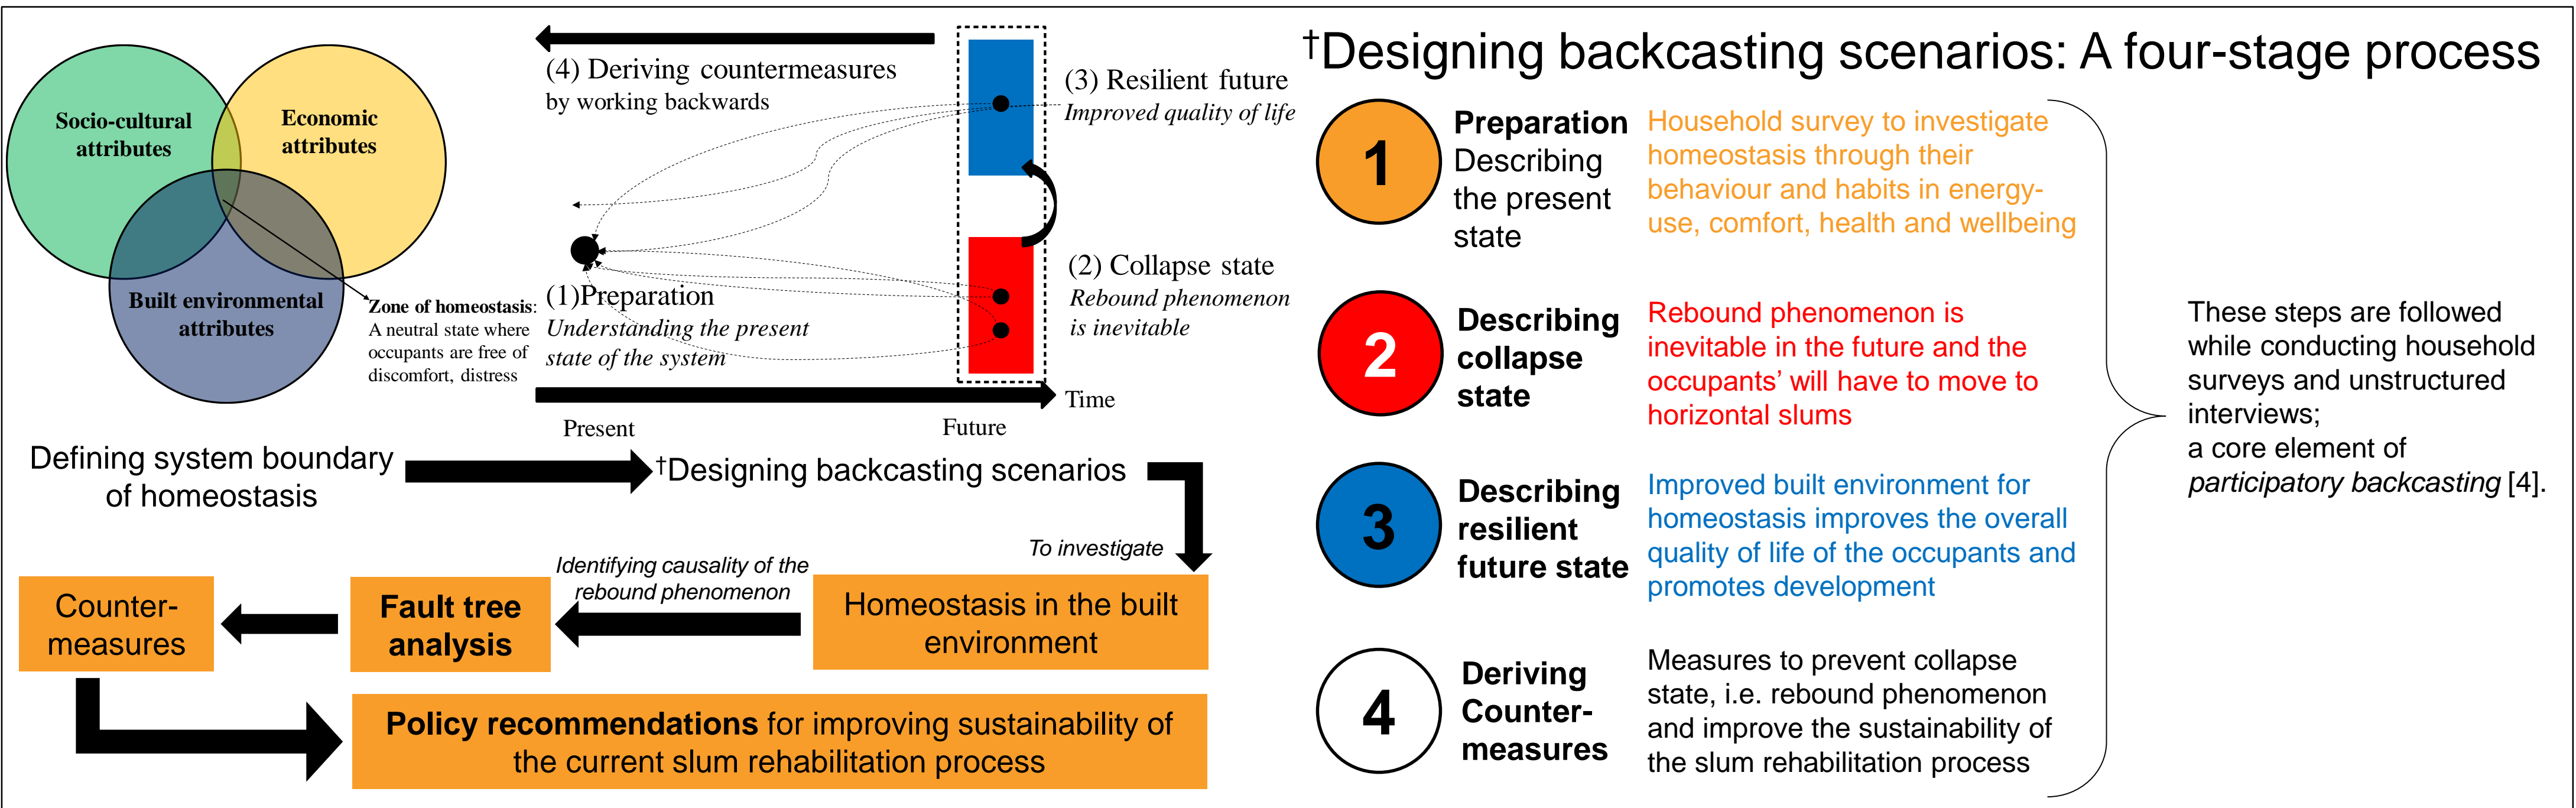 Socio-cultural
attributes
Economic
attributes
Built environmental
attributes
Zone of homeostasis:
A neutral state where
occupants are free of
discomfort, distress
(4) Deriving countermeasures
by working backwards
(3) Resilient future
Improved quality of life
(1)Preparation
Understanding the present
state of the system
(2) Collapse state
Rebound phenomenon
is inevitable
Time
Present
Future
Defining system boundary
of homeostasis
†Designing backcasting scenarios
To investigate
Homeostasis in the built
environment
Identifying causality of the
rebound phenomenon
Fault tree
analysis
Counter-
measures
Policy recommendations for improving sustainability of
the current slum rehabilitation process
†Designing backcasting scenarios: A four-stage process
1
Preparation
Describing
the present
state
Household survey to investigate
homeostasis through their
behaviour and habits in energy-
use, comfort, health and wellbeing
2
Describing
collapse
state
Rebound phenomenon is
inevitable in the future and the
occupants’ will have to move to
horizontal slums
3
Describing
resilient
future state
Improved built environment for
homeostasis improves the overall
quality of life of the occupants and
promotes development
4
Deriving
Counter-
measures
Measures to prevent collapse
state, i.e. rebound phenomenon
and improve the sustainability of
the slum rehabilitation process
These steps are followed
while conducting household
surveys and unstructured
interviews;
a core element of
participatory backcasting [4].